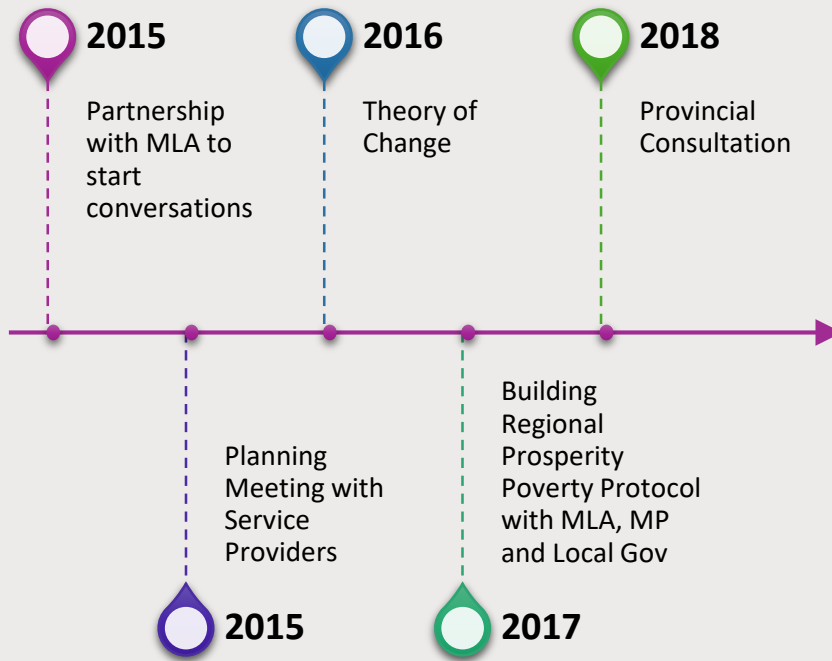 2015
Partnership
with MLA to
start
conversations
2016
Theory of
Change
2018
Provincial
Consultation
Planning
Meeting with
Service
Providers
2015
Building
Regional
Prosperity
Poverty Protocol
with MLA, MP
and Local Gov
2017